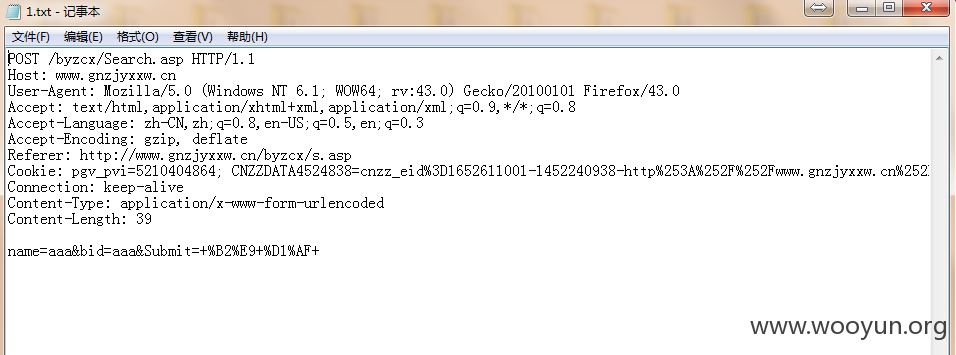 1.txt - 记事本
文件(F) 编辑(E) 格式(O) 查看(V) 帮助(H)
POST /byzcx/Search.asp HTTP/1.1
Host: www.gnzjyxxw.cn
User-Agent: Mozilla/5.0 (Windows NT 6.1; WOW64; rv:43.0) Gecko/20100101 Firefox/43.0
Accept: text/html,application/xhtml+xml,application/xml;q=0.9,*/*;q=0.8
Accept-Language: zh-CN,zh;q=0.8,en-US;q=0.5,en;q=0.3
Accept-Encoding: gzip, deflate
Referer: http://www.gnzjyxxw.cn/byzcx/s.asp
Cookie: pgv_pvi=5210404864; CNZZDATA4524838=cnzz_eid%3D1652611001-1452240938-http%253A%252F%252Fwww.gnzjyxxw.cn%252
Connection: keep-alive
Content-Type: application/x-www-form-urlencoded
Content-Length: 39
name=aaa&bid=aaa&Submit=+%B2%E9+%D1%AF+
www.wooyun.org